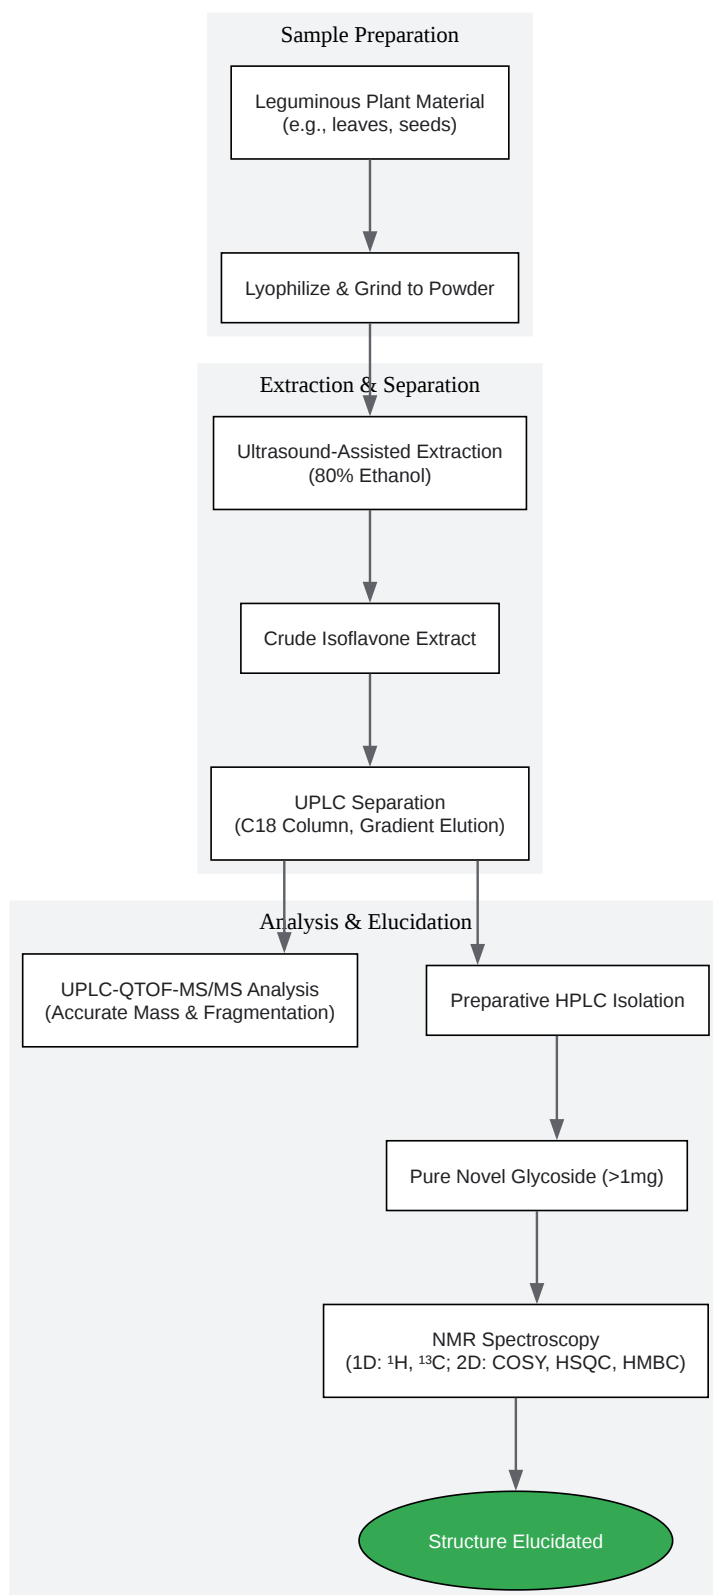 Sample Preparation
Leguminous Plant Material
(e.g., leaves, seeds)
Lyophilize & Grind to Powder
Extraction & Separation
Ultrasound-Assisted Extraction
(80% Ethanol)
Crude Isoflavone Extract
UPLC Separation
(C18 Column, Gradient Elution)
Analysis & Elucidation
UPLC-QTOF-MS/MS Analysis
(Accurate Mass & Fragmentation)
Preparative HPLC Isolation
Pure Novel Glycoside (>1mg)
NMR Spectroscopy
(1D: ¹H, ¹³C; 2D: COSY, HSQC, HMBC)
Structure Elucidated